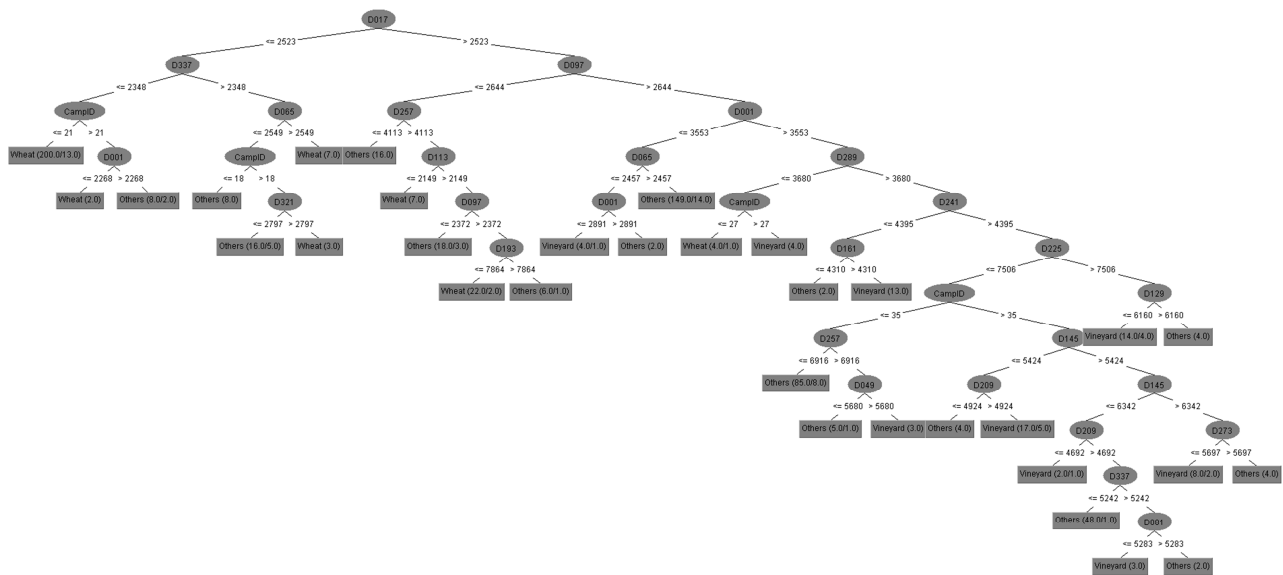 D017
<= 2523 > 2523
D337 D097
<= 2348 > 2348 <= 2644 > 2644
CampID D065 D257 D001
<= 21 > 21 <= 2549 > 2549 <= 4113 > 4113 <= 3553 > 3553
Wheat (200.0/13.0) D001 CampID Wheat (7.0) Others (16.0) D113 D065 D289
<= 2268 > 2268 <= 18 > 18 <= 2149 > 2149 <= 2457 > 2457 <= 3680 > 3680
Wheat (2.0) Others (8.0/2.0) Others (8.0) D321 Wheat (7.0) D097 D001 Others (149.0/14.0) CampID D241
<= 2797 > 2797 <= 2372 > 2372 <= 2891 > 2891 <= 27 > 27 <= 4395 > 4395
Others (16.0/5.0) Wheat (3.0) Others (18.0/3.0) D193 Vineyard (4.0/1.0) Others (2.0) Wheat (4.0/1.0) Vineyard (4.0) D161 D225
<= 7864 > 7864 <= 4310 > 4310 <= 7506 > 7506
Wheat (22.0/2.0) Others (6.0/1.0) Others (2.0) Vineyard (13.0) CampID D129
<= 35 > 35 <= 6160 > 6160
D257 D145 Vineyard (14.0/4.0) Others (4.0)
<= 6916 > 6916 <= 5424 > 5424
Others (85.0/8.0) D049 D209 D145
<= 5680 > 5680 <= 4924 > 4924 <= 6342 > 6342
Others (5.0/1.0) Vineyard (3.0) Others (4.0) Vineyard (17.0/5.0) D209 D273
<= 4692 > 4692 <= 5697 > 5697
Vineyard (2.0/1.0) D337 Vineyard (8.0/2.0) Others (4.0)
<= 5242 > 5242
Others (48.0/1.0) D001
<= 5283 > 5283
Vineyard (3.0) Others (2.0)